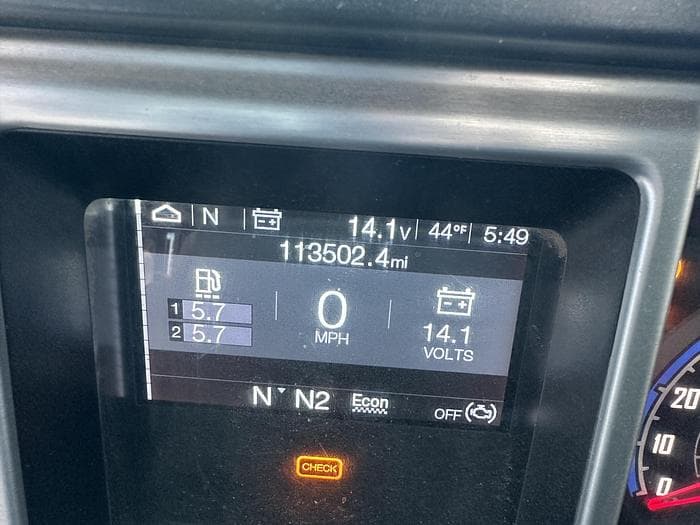 N 14.1V 44°F 5:49
113502.4mi
1 5.7
2 5.7
0
MPH
14.1
VOLTS
N N2 Econ OFF
CHECK
20
10
0